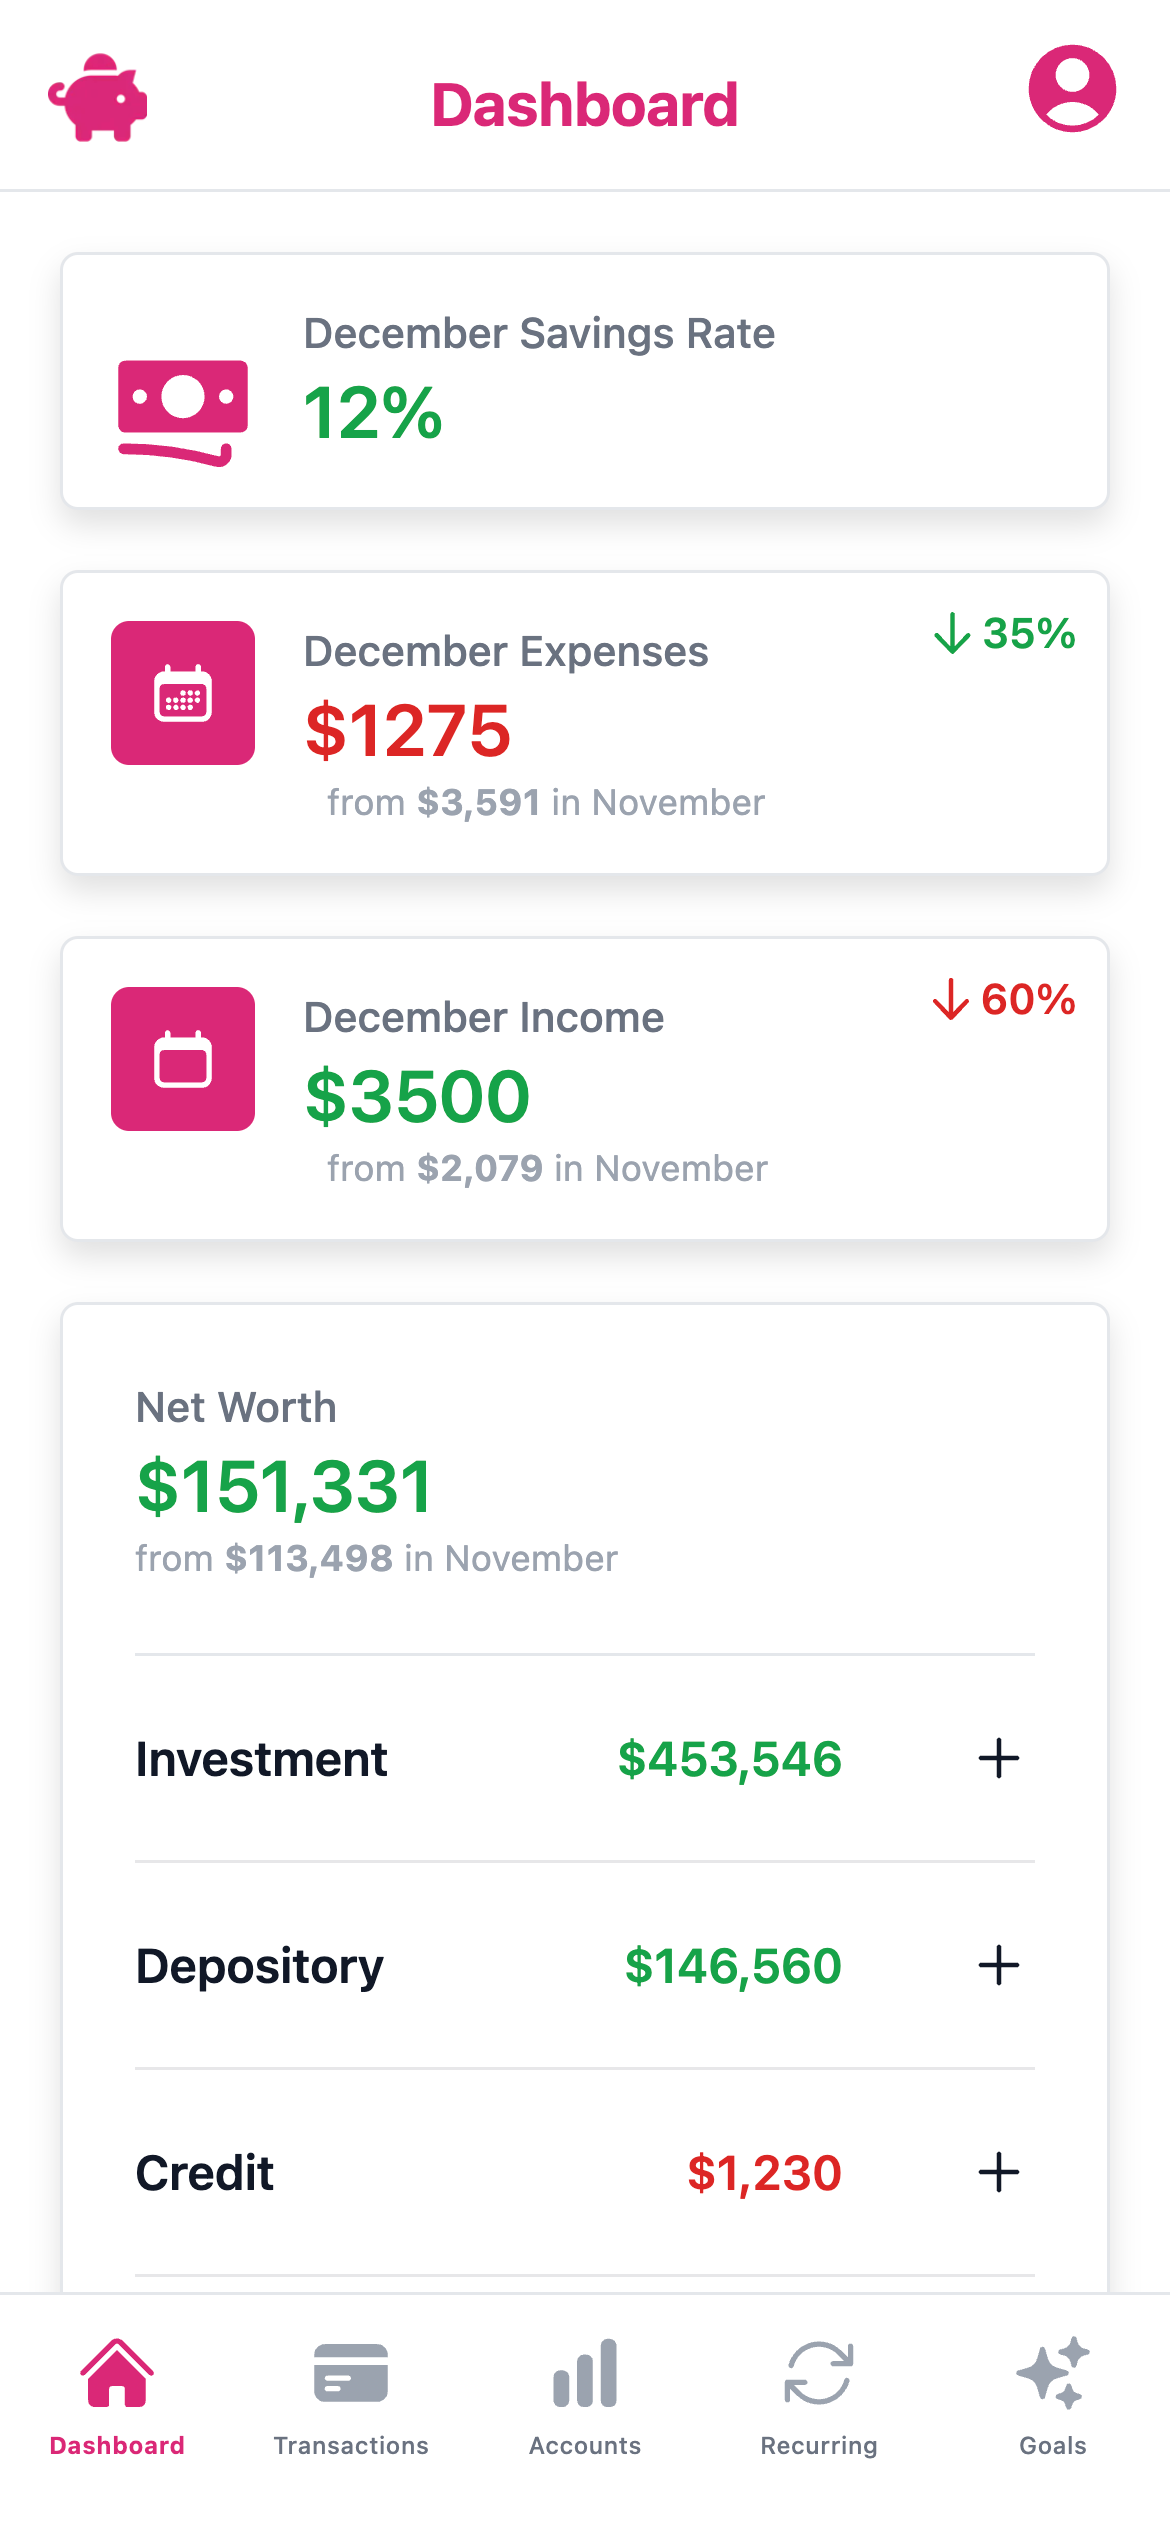 Dashboard
December Savings Rate
12%
December Expenses
35%
$1275
from $3,591 in November
December Income
60%
$3500
from $2,079 in November
Net Worth
$151,331
from $113,498 in November
Investment $453,546
Depository $146,560
Credit $1,230
Dashboard Transactions Accounts Recurring Goals